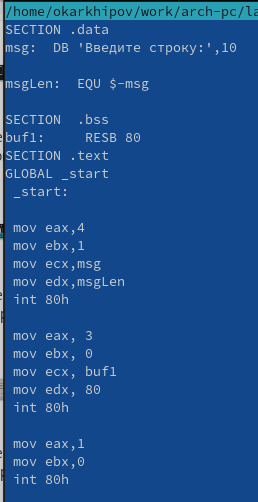 /home/okarkhipov/work/arch-pc/la
SECTION .data
msg:  DB 'Введите строку:',10
msgLen:  EQU $-msg
SECTION  .bss
buf1:     RESB 80
SECTION .text
GLOBAL _start
_start:
mov eax,4
mov ebx,1
mov ecx,msg
mov edx,msgLen
int 80h
mov eax, 3
mov ebx, 0
mov ecx, buf1
mov edx, 80
int 80h
mov eax,1
mov ebx,0
int 80h